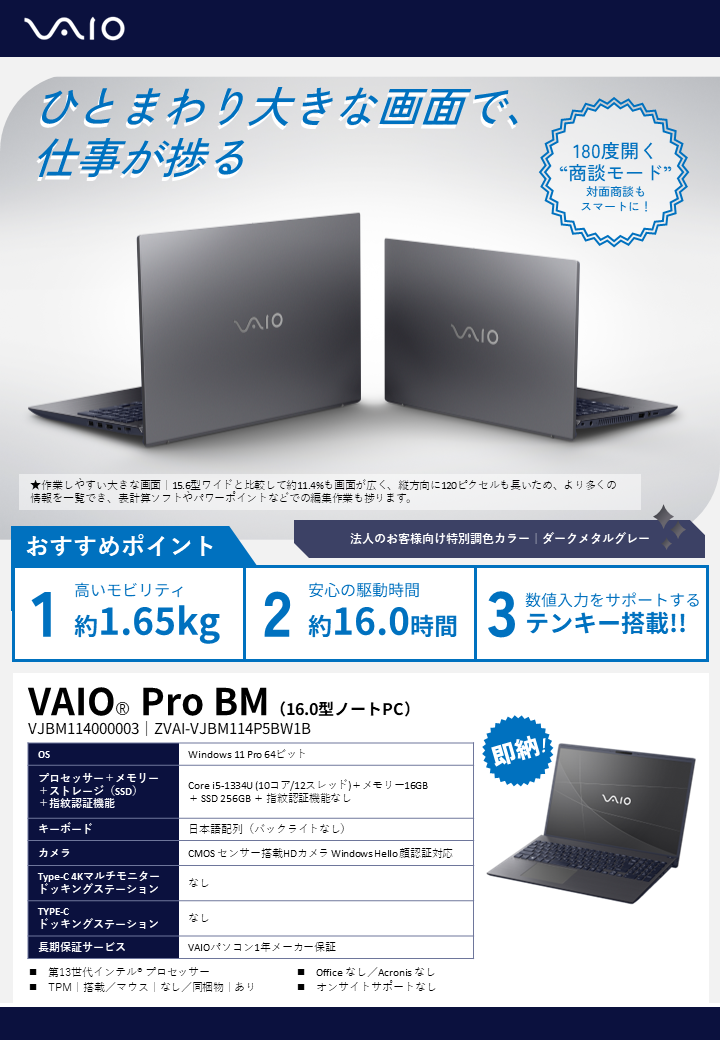 VAIO
ひとまわり大きな画面で、
仕事が捗る
180度開く
“商談モード”
対面商談も
スマートに！
VAIO
VAIO
★作業しやすい大きな画面｜15.6型ワイドと比較して約11.4%も画面が広く、縦方向に120ピクセルも長いため、より多くの
情報を一覧でき、表計算ソフトやパワーポイントなどでの編集作業も捗ります。
おすすめポイント
法人のお客様向け特別調色カラー｜ダークメタルグレー
1
高いモビリティ
約1.65kg
2
安心の駆動時間
約16.0時間
3
数値入力をサポートする
テンキー搭載!!
VAIO® Pro BM（16.0型ノートPC）
VJBM114000003｜ZVAI-VJBM114P5BW1B
即納！
VAIO
OS
Windows 11 Pro 64ビット
プロセッサー＋メモリー
＋ストレージ（SSD）
＋指紋認証機能
Core i5-1334U (10コア/12スレッド)＋メモリー16GB
＋ SSD 256GB ＋ 指紋認証機能なし
キーボード
日本語配列（バックライトなし）
カメラ
CMOS センサー搭載HDカメラ Windows Hello 顔認証対応
Type-C 4Kマルチモニター
ドッキングステーション
なし
TYPE-C
ドッキングステーション
なし
長期保証サービス
VAIOパソコン1年メーカー保証
■ 第13世代インテル® プロセッサー
■ Office なし／Acronis なし
■ TPM｜搭載／マウス｜なし／同梱物｜あり
■ オンサイトサポートなし